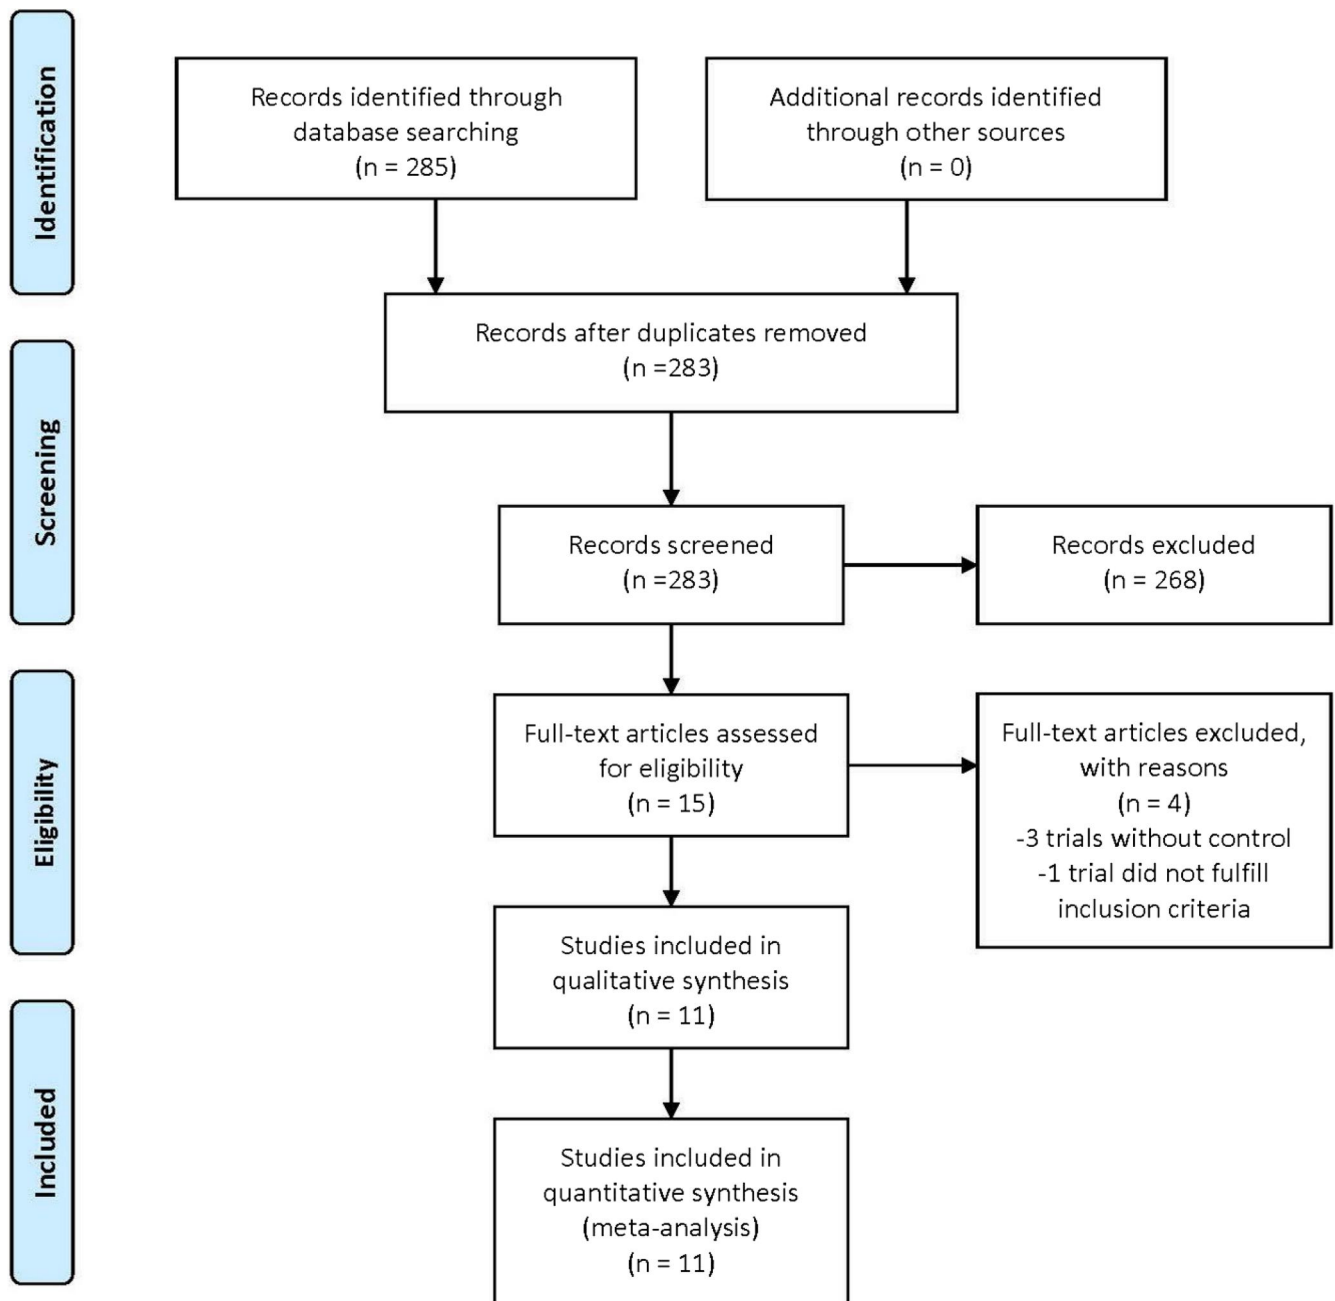 Identification
Records identified through
database searching
(n = 285)
Additional records identified
through other sources
(n = 0)
Records after duplicates removed
(n =283)
Screening
Records screened
(n =283)
Records excluded
(n = 268)
Eligibility
Full-text articles assessed
for eligibility
(n = 15)
Full-text articles excluded,
with reasons
(n = 4)
-3 trials without control
-1 trial did not fulfill
inclusion criteria
Studies included in
qualitative synthesis
(n = 11)
Included
Studies included in
quantitative synthesis
(meta-analysis)
(n = 11)